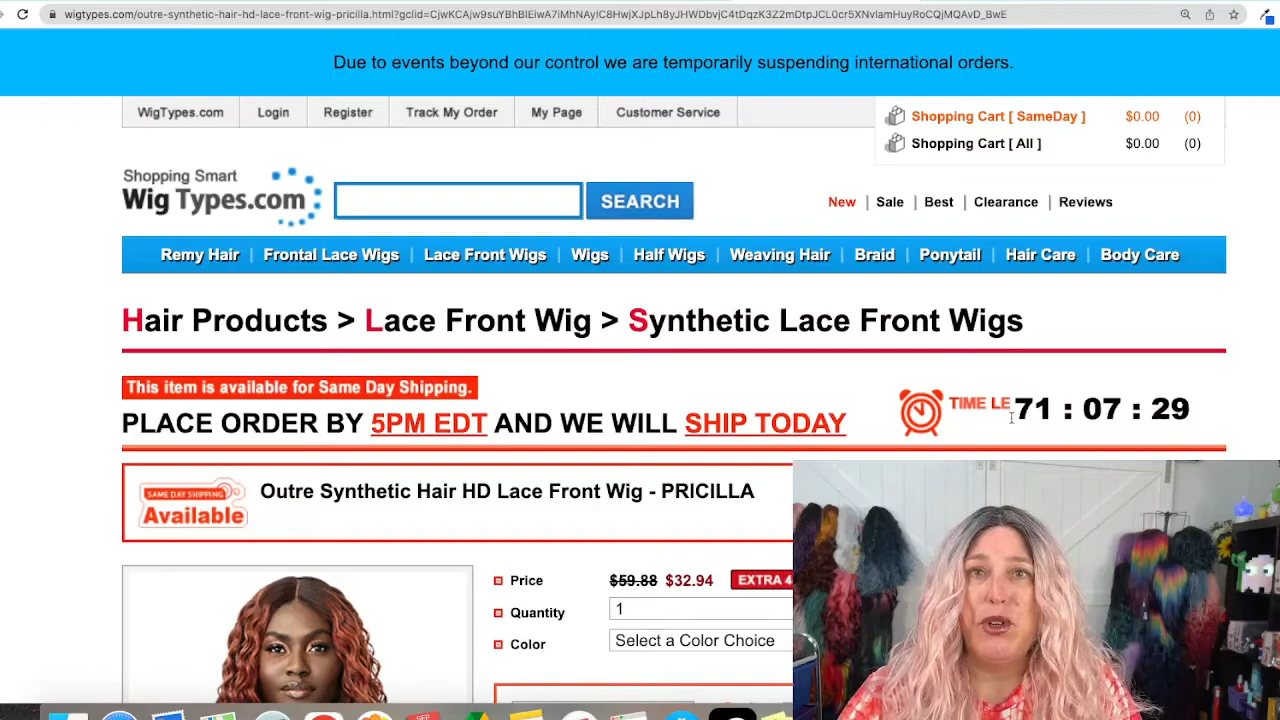 wigtypes.com/outre-synthetic-hair-hd-lace-front-wig-pricilla.html?gclid=CjwKCAjw9suYBhBIEiwA7iMhNAyIC8HwjXJpLh8yJHWDbvjC4tDqzK3Z2mDtpJCL0cr5XNvIamHuyRoCQjMQAvD_BwE
Due to events beyond our control we are temporarily suspending international orders.
WigTypes.com Login Register Track My Order My Page Customer Service
Shopping Cart [ SameDay ] $0.00 (0)
Shopping Cart [ All ] $0.00 (0)
Shopping Smart
Wig Types.com
SEARCH
New Sale Best Clearance Reviews
Remy Hair Frontal Lace Wigs Lace Front Wigs Wigs Half Wigs Weaving Hair Braid Ponytail Hair Care Body Care
Hair Products > Lace Front Wig > Synthetic Lace Front Wigs
This item is available for Same Day Shipping.
PLACE ORDER BY 5PM EDT AND WE WILL SHIP TODAY
TIME LE 71 : 07 : 29
SAME DAY SHIPPING
Available
Outre Synthetic Hair HD Lace Front Wig - PRICILLA
Price $59.88 $32.94 EXTRA 4
Quantity 1
Color Select a Color Choice
SEP